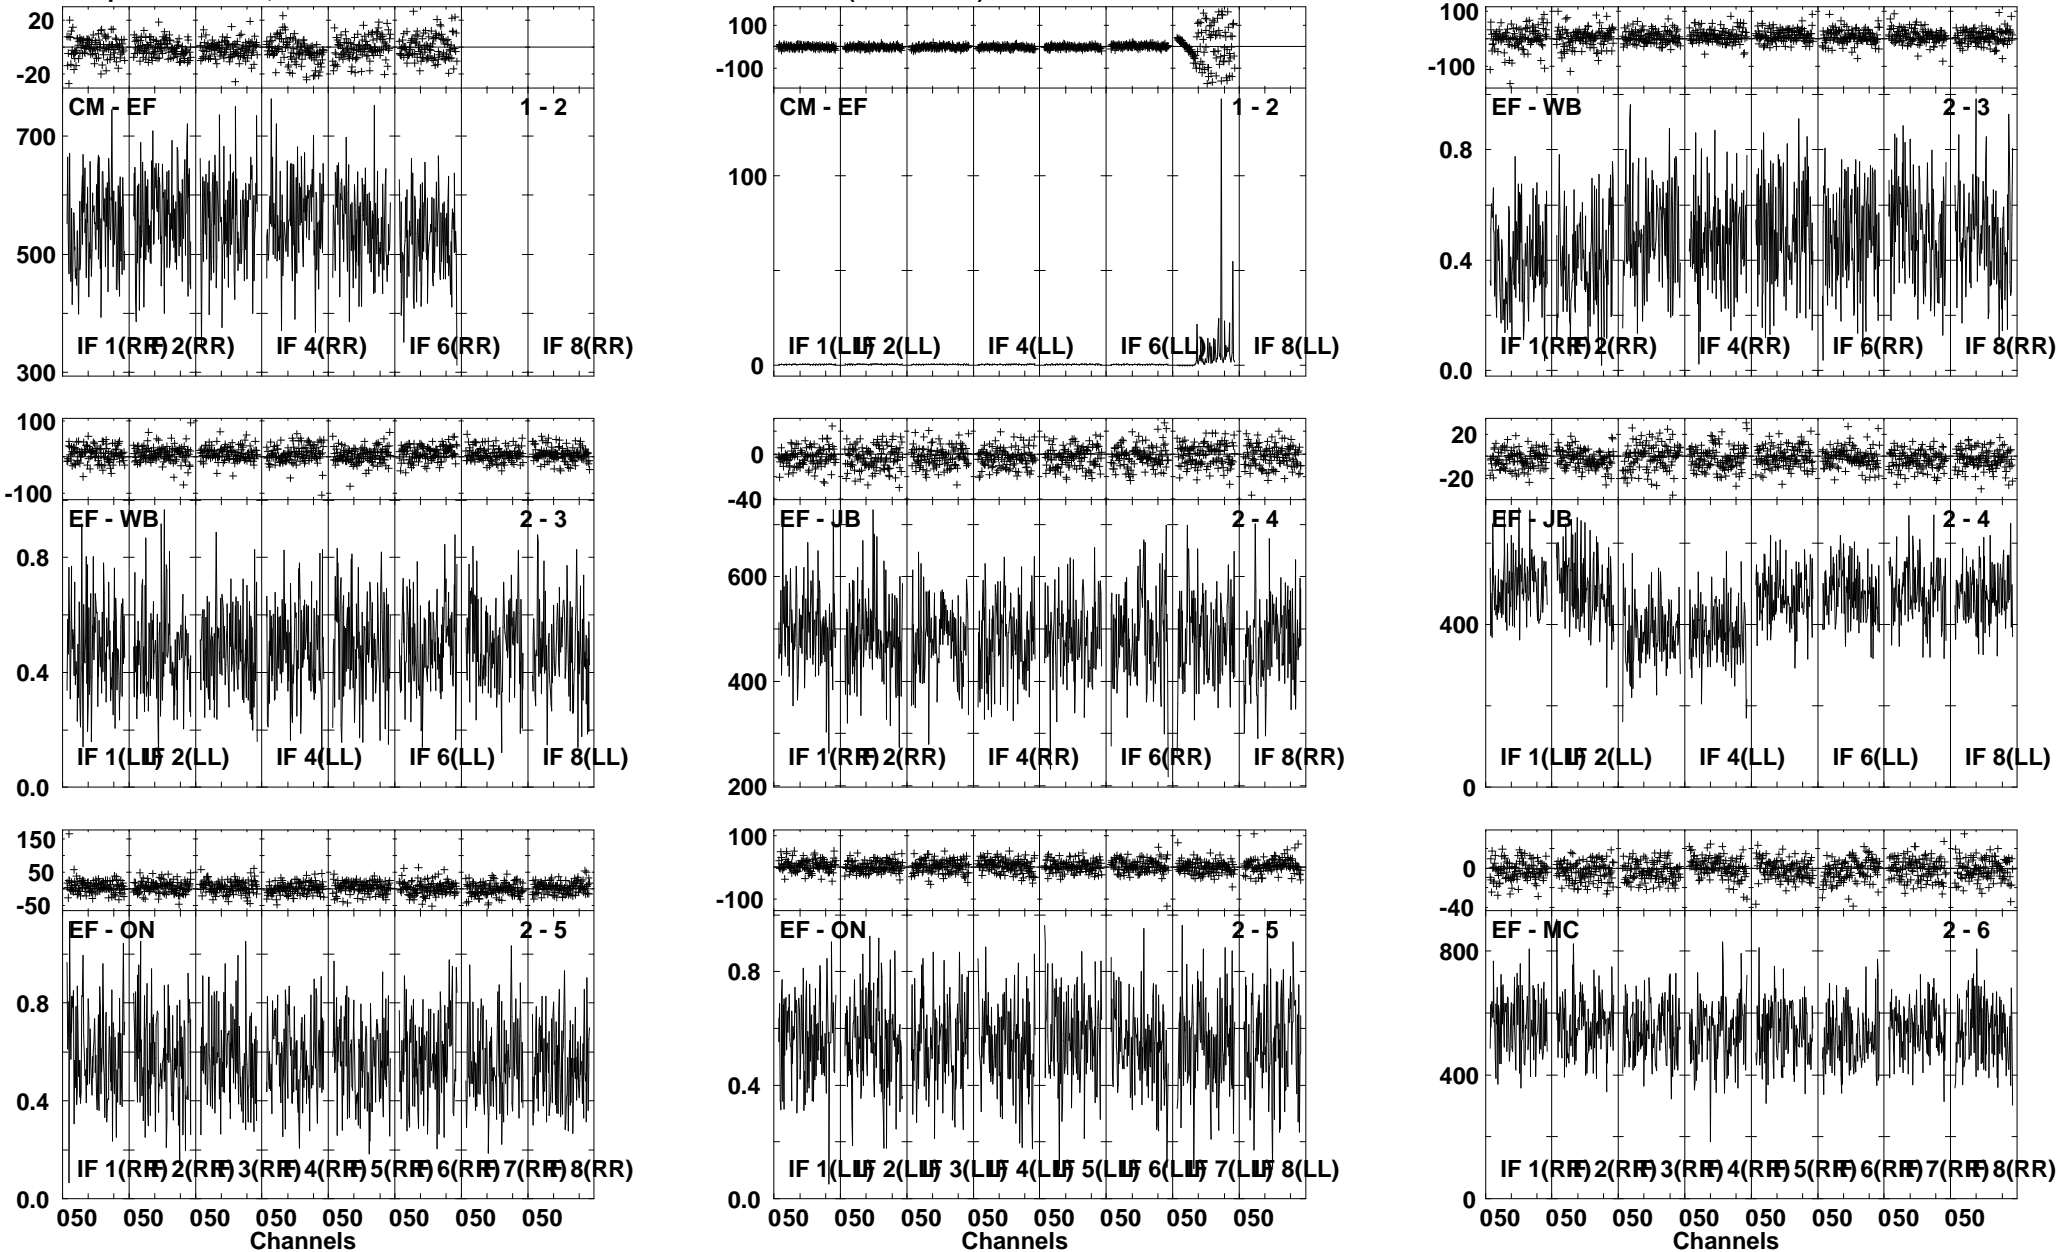 20
-20
CM - EF 1 - 2
700
500
300
IF 1(RR) IF 2(RR) IF 4(RR) IF 6(RR) IF 8(RR)
100
-100
CM - EF 1 - 2
100
0
IF 1(LL) IF 2(LL) IF 4(LL) IF 6(LL) IF 8(LL)
100
-100
EF - WB 2 - 3
0.8
0.4
0.0
IF 1(RR) IF 2(RR) IF 4(RR) IF 6(RR) IF 8(RR)
100
-100
EF - WB 2 - 3
0.8
0.4
0.0
IF 1(LL) IF 2(LL) IF 4(LL) IF 6(LL) IF 8(LL)
0
-40
EF - JB 2 - 4
600
400
200
IF 1(RR) IF 2(RR) IF 4(RR) IF 6(RR) IF 8(RR)
20
-20
EF - JB 2 - 4
400
0
IF 1(LL) IF 2(LL) IF 4(LL) IF 6(LL) IF 8(LL)
150
50
-50
EF - ON 2 - 5
0.8
0.4
0.0
IF 1(RR) IF 2(RR) IF 3(RR) IF 4(RR) IF 5(RR) IF 6(RR) IF 7(RR) IF 8(RR)
050 050 050 050 050 050 050 050
Channels
100
-100
EF - ON 2 - 5
0.8
0.4
0.0
IF 1(LL) IF 2(LL) IF 3(LL) IF 4(LL) IF 5(LL) IF 6(LL) IF 7(LL) IF 8(LL)
050 050 050 050 050 050 050 050
Channels
0
-40
EF - MC 2 - 6
800
400
0
IF 1(RR) IF 2(RR) IF 3(RR) IF 4(RR) IF 5(RR) IF 6(RR) IF 7(RR) IF 8(RR)
050 050 050 050 050 050 050 050
Channels